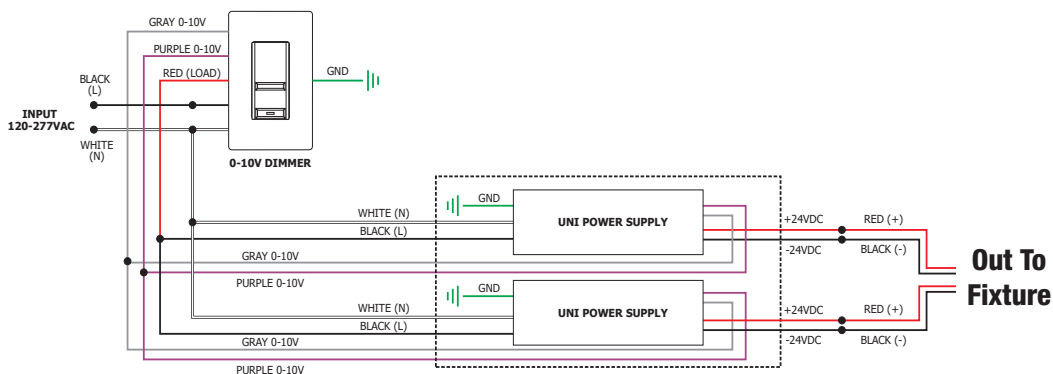 GRAY 0-10V
PURPLE 0-10V
RED (LOAD)
GND
BLACK
(L)
INPUT
120-277VAC
WHITE
(N)
0-10V DIMMER
GND
WHITE (N)
UNI POWER SUPPLY
+24VDC
RED (+)
BLACK (L)
-24VDC
BLACK (-)
GRAY 0-10V
PURPLE 0-10V
Out To
Fixture
GND
WHITE (N)
UNI POWER SUPPLY
+24VDC
RED (+)
BLACK (L)
-24VDC
BLACK (-)
GRAY 0-10V
PURPLE 0-10V